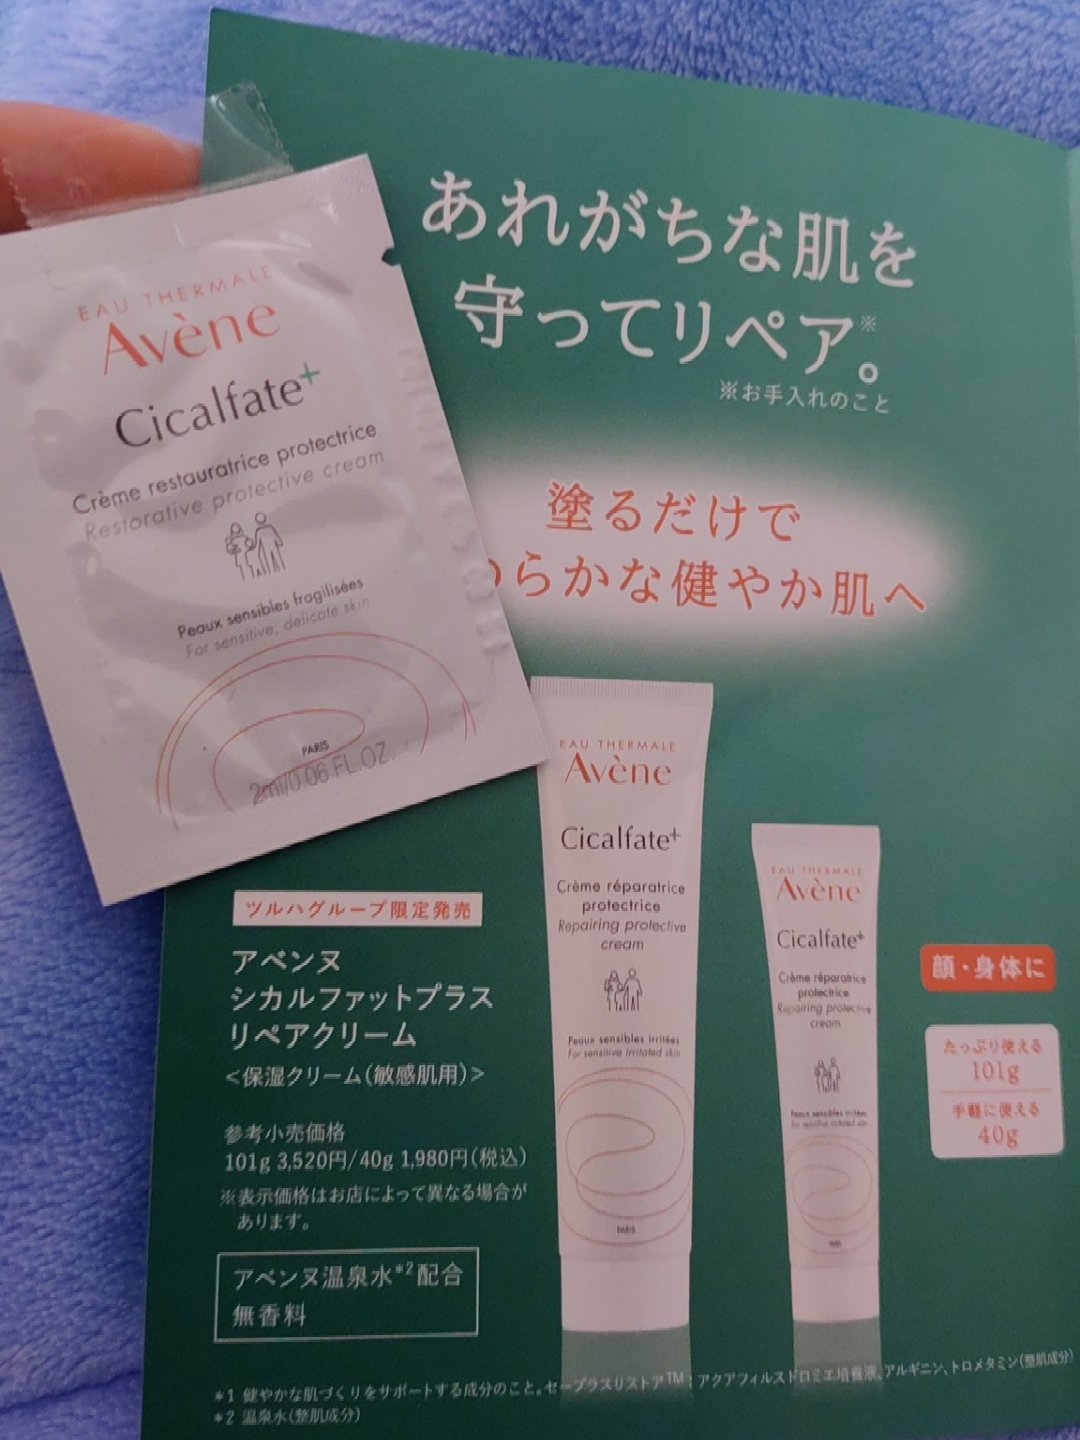 EAU THERMALE
Avène
Cicalfate+
Crème restauratrice protectrice
Restorative protective cream
Peaux sensibles fragilisées
For sensitive, delicate skin
PARIS
2ml/0.06 FL.OZ.
あれがちな肌を
守ってリペア。※
※お手入れのこと
塗るだけで
らかな健やか肌へ
EAU THERMALE
Avène
Cicalfate+
Crème réparatrice
protectrice
Repairing protective
cream
Peaux sensibles irritées
For sensitive irritated skin
PARIS
EAU THERMALE
Avène
Cicalfate+
Crème réparatrice
protectrice
Repairing protective
cream
Peaux sensibles irritées
For sensitive irritated skin
PARIS
顔・身体に
たっぷり使える
101g
手軽に使える
40g
ツルハグループ限定発売
アベンヌ
シカルファットプラス
リペアクリーム
<保湿クリーム(敏感肌用)>
参考小売価格
101g 3,520円/40g 1,980円(税込)
※表示価格はお店によって異なる場合が
あります。
アベンヌ温泉水*2配合
無香料
*1 健やかな肌づくりをサポートする成分のこと。セープラスリストア™：アクアフィルスドロミエ培養液、アルギニン、トロメタミン(整肌成分)
*2 温泉水(整肌成分)